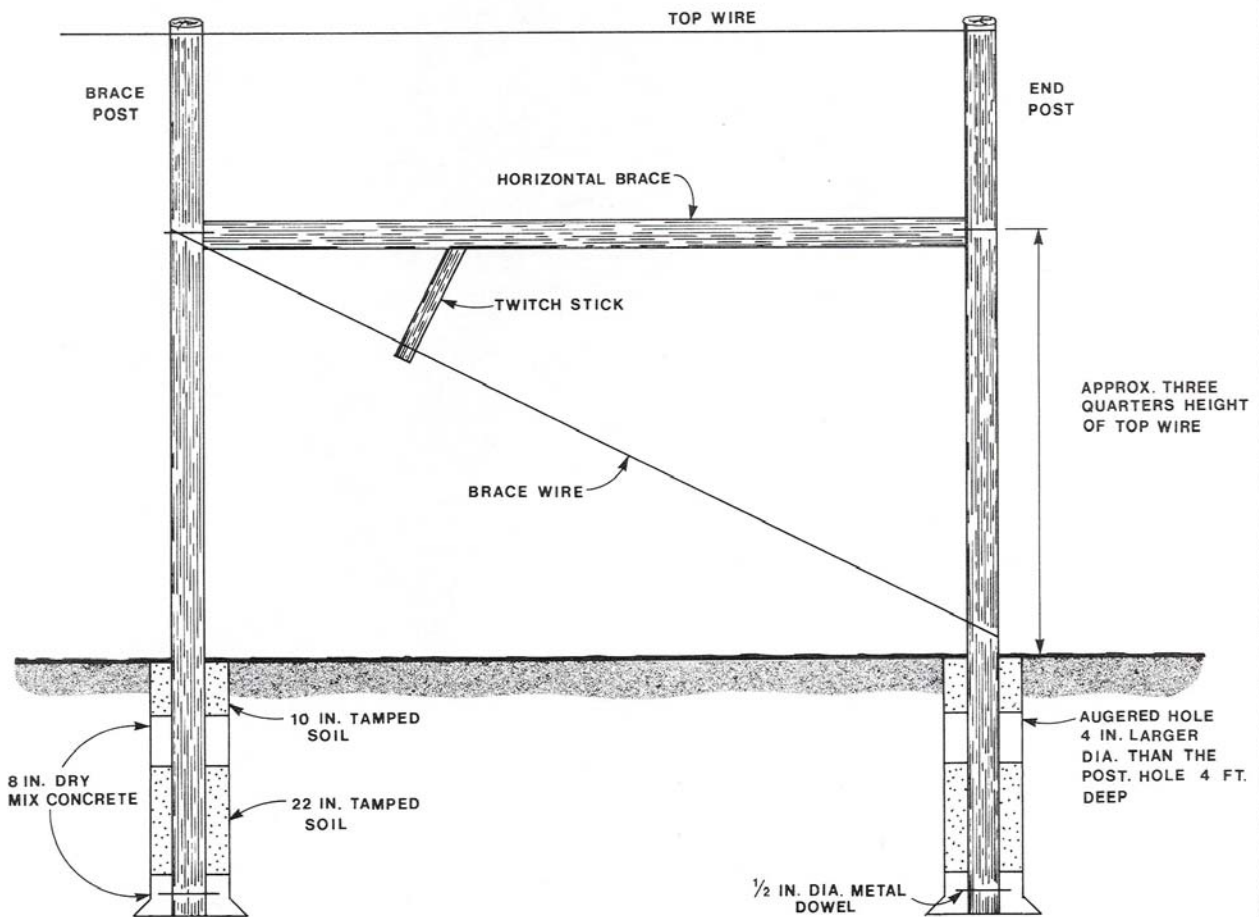 TOP WIRE
BRACE
POST
END
POST
HORIZONTAL BRACE
TWITCH STICK
APPROX. THREE
QUARTERS HEIGHT
OF TOP WIRE
BRACE WIRE
10 IN. TAMPED
SOIL
AUGERED HOLE
4 IN. LARGER
DIA. THAN THE
POST. HOLE 4 FT.
DEEP
8 IN. DRY
MIX CONCRETE
22 IN. TAMPED
SOIL
1/2 IN. DIA. METAL
DOWEL